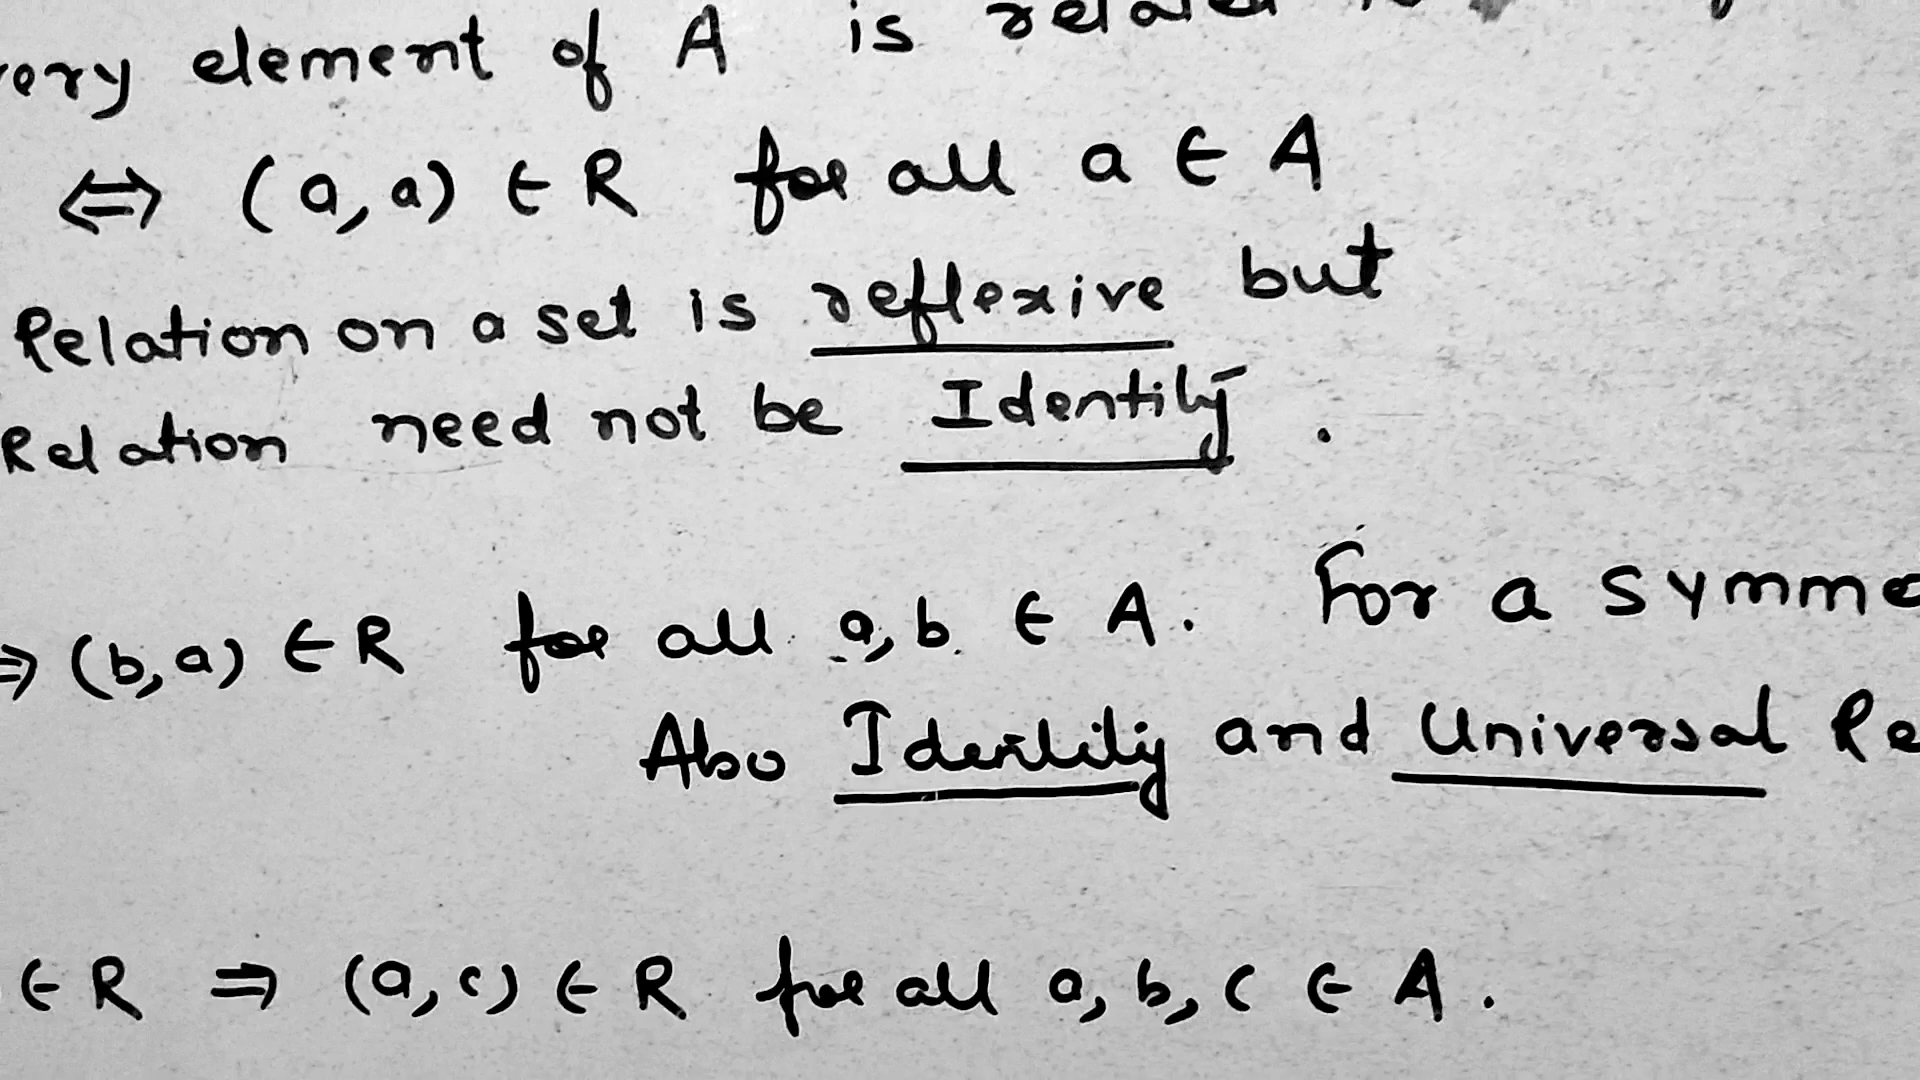 element of A is
⇔ (a, a) ∈ R for all a ∈ A
Relation on a set is reflexive but
Relation need not be Identity.
⇒ (b, a) ∈ R for all a, b ∈ A. For a symme
Also Identity and Universal Re
∈ R ⇒ (a, c) ∈ R for all a, b, c ∈ A.